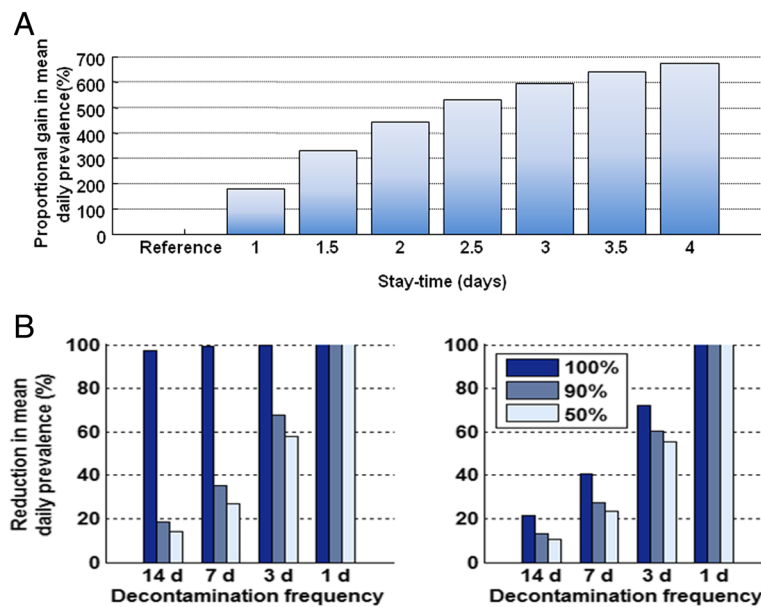 A
Proportional gain in mean
daily prevalence(%)
700
600
500
400
300
200
100
0
Reference 1 1.5 2 2.5 3 3.5 4
Stay-time (days)
B
Reduction in mean
daily prevalence (%)
100
80
60
40
20
0
14 d 7 d 3 d 1 d
Decontamination frequency
100
80
60
40
20
0
100%
90%
50%
14 d 7 d 3 d 1 d
Decontamination frequency